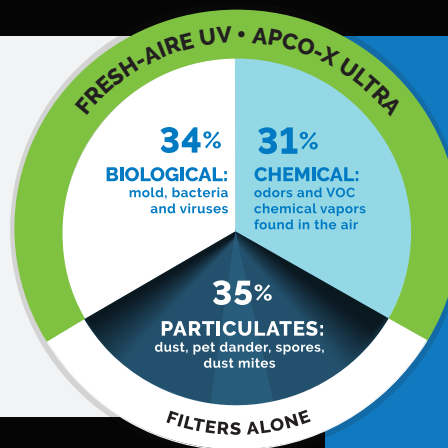 FRESH-AIRE UV • APCO-X ULTRA
34%
BIOLOGICAL:
mold, bacteria
and viruses
31%
CHEMICAL:
odors and VOC
chemical vapors
found in the air
35%
PARTICULATES:
dust, pet dander, spores,
dust mites
FILTERS ALONE